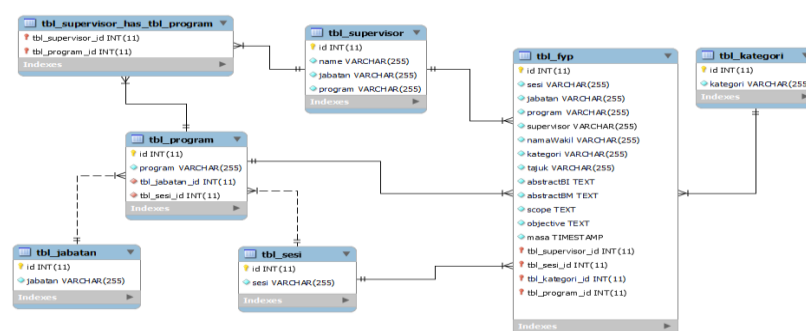 tbl_supervisor_has_tbl_program
tbl_supervisor_id INT(11)
tbl_program_id INT(11)
Indexes
tbl_supervisor
id INT(11)
name VARCHAR(255)
jabatan VARCHAR(255)
program VARCHAR(255)
Indexes
tbl_fyp
id INT(11)
sesi VARCHAR(255)
jabatan VARCHAR(255)
program VARCHAR(255)
supervisor VARCHAR(255)
namaWakil VARCHAR(255)
kategori VARCHAR(255)
tajuk VARCHAR(255)
abstractBI TEXT
abstractBM TEXT
scope TEXT
objective TEXT
masa TIMESTAMP
tbl_supervisor_id INT(11)
tbl_sesi_id INT(11)
tbl_kategori_id INT(11)
tbl_program_id INT(11)
Indexes
tbl_kategori
id INT(11)
kategori VARCHAR(255)
Indexes
tbl_program
id INT(11)
program VARCHAR(255)
tbl_jabatan_id INT(11)
tbl_sesi_id INT(11)
Indexes
tbl_jabatan
id INT(11)
jabatan VARCHAR(255)
Indexes
tbl_sesi
id INT(11)
sesi VARCHAR(255)
Indexes